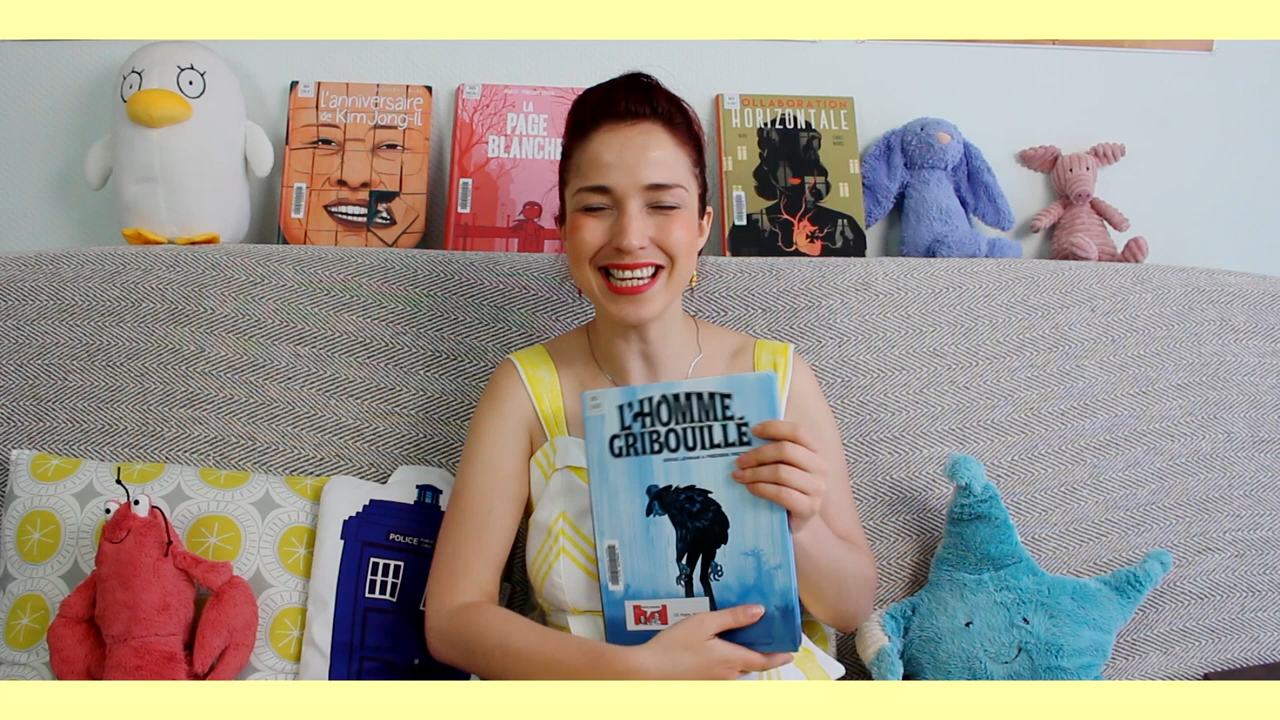 l'anniversaire
de Kim Jong-Il
LA
PAGE
BLANCHE
COLLABORATION
HORIZONTALE
L'HOMME
GRIBOUILLÉ
POLICE